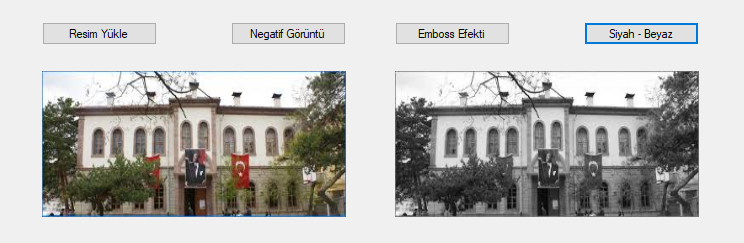 Resim Yükle
Negatif Görüntü
Emboss Efekti
Siyah - Beyaz